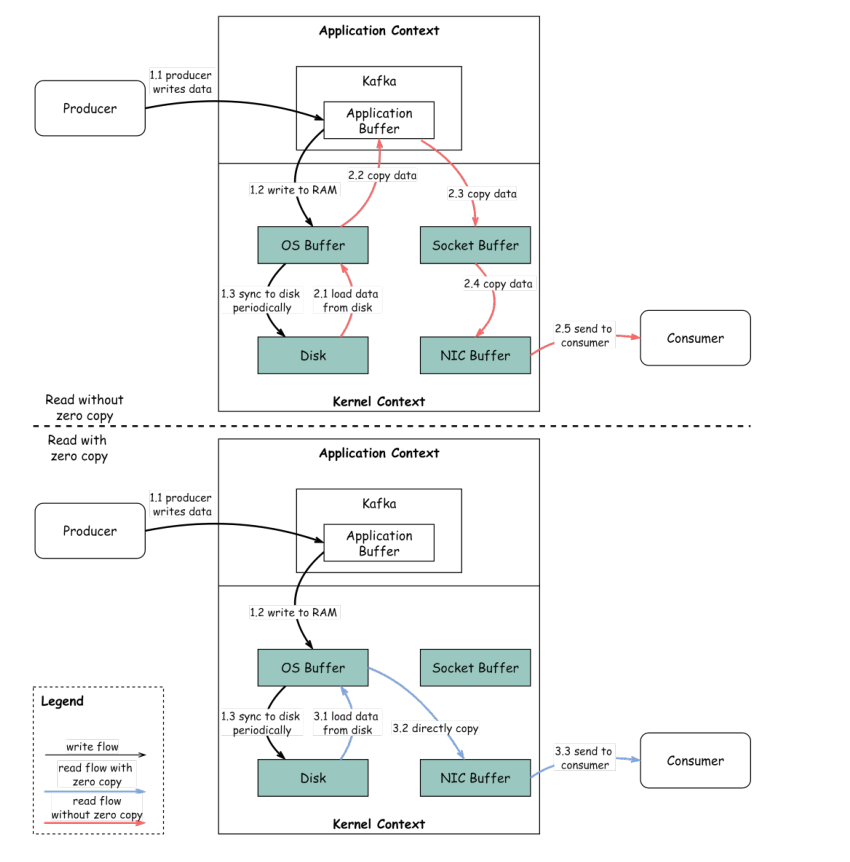 Application Context
Kafka
1.1 producer
writes data
Producer
Application
Buffer
2.2 copy data
1.2 write to RAM
2.3 copy data
OS Buffer
Socket Buffer
2.4 copy data
1.3 sync to disk
periodically
2.1 load data
from disk
2.5 send to
consumer
Consumer
Disk
NIC Buffer
Kernel Context
Read without
zero copy
Read with
zero copy
Application Context
Kafka
1.1 producer
writes data
Producer
Application
Buffer
1.2 write to RAM
OS Buffer
Socket Buffer
1.3 sync to disk
periodically
3.1 load data
from disk
3.2 directly copy
3.3 send to
consumer
Consumer
Disk
NIC Buffer
Kernel Context
Legend
write flow
read flow with
zero copy
read flow
without zero copy